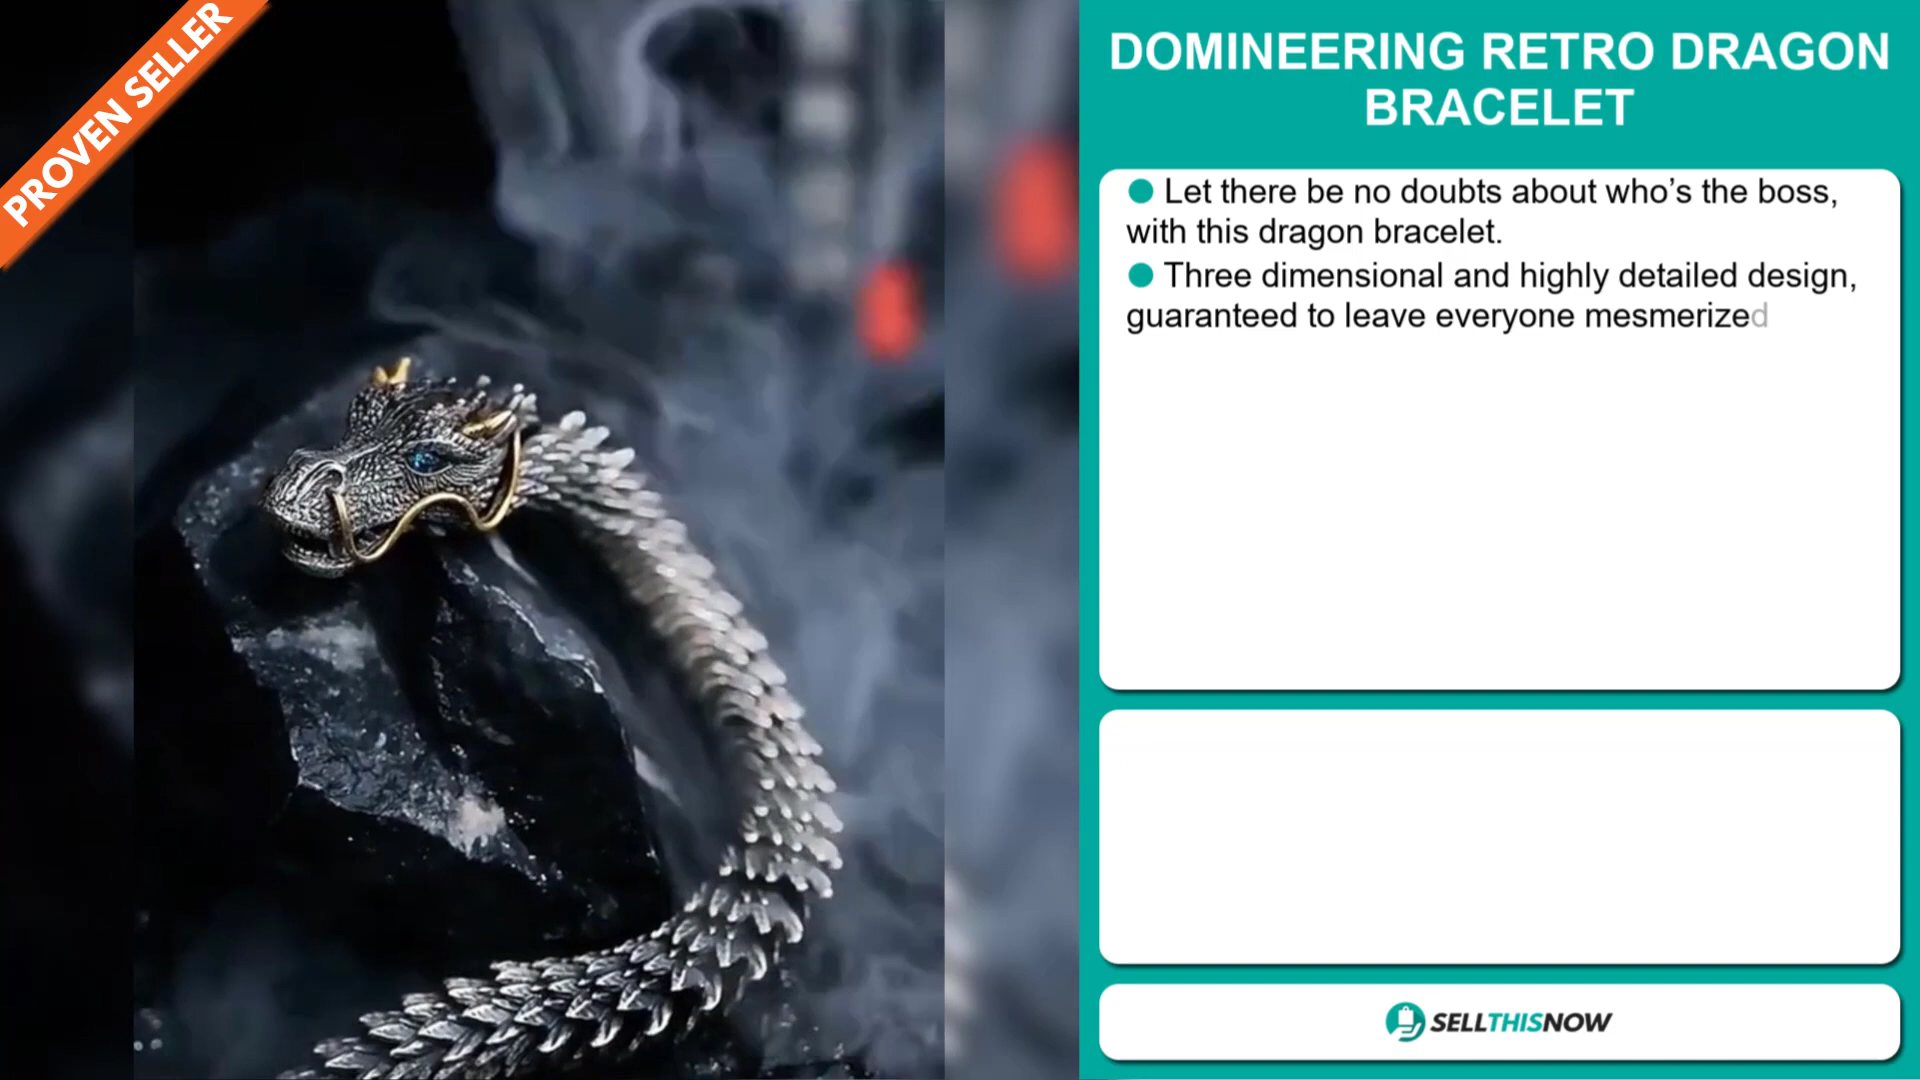 PROVEN SELLER
DOMINEERING RETRO DRAGON
BRACELET
● Let there be no doubts about who’s the boss,
with this dragon bracelet.
● Three dimensional and highly detailed design,
guaranteed to leave everyone mesmerized
SELLTHISNOW